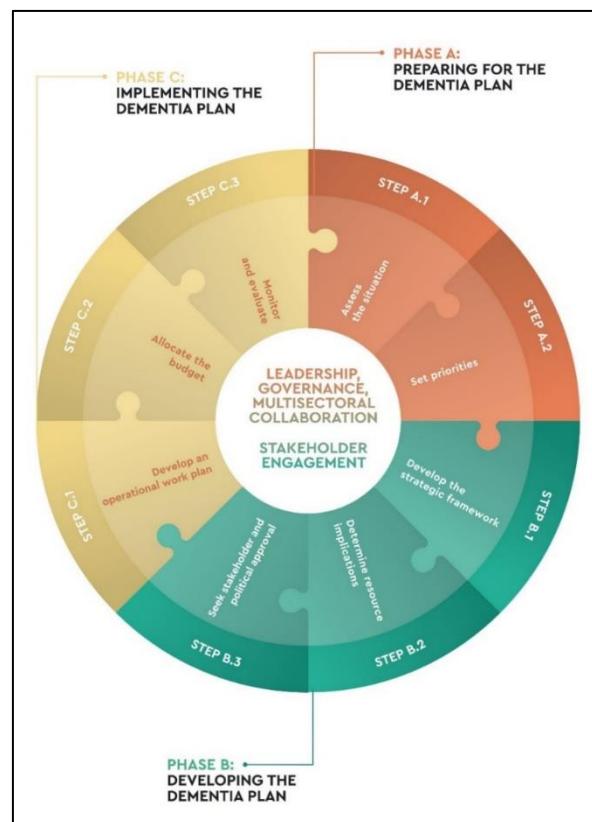 PHASE A:
PREPARING FOR THE
DEMENTIA PLAN
PHASE C:
IMPLEMENTING THE
DEMENTIA PLAN
STEP A.1
Assess
the situation
STEP A.2
Set priorities
STEP B.1
Develop the
strategic framework
STEP B.2
Determine resource
implications
STEP B.3
Seek stakeholder and
political approval
STEP C.1
Develop an
operational work plan
STEP C.2
Allocate the
budget
STEP C.3
Monitor
and evaluate
LEADERSHIP,
GOVERNANCE,
MULTISECTORAL
COLLABORATION
STAKEHOLDER
ENGAGEMENT
PHASE B:
DEVELOPING THE
DEMENTIA PLAN